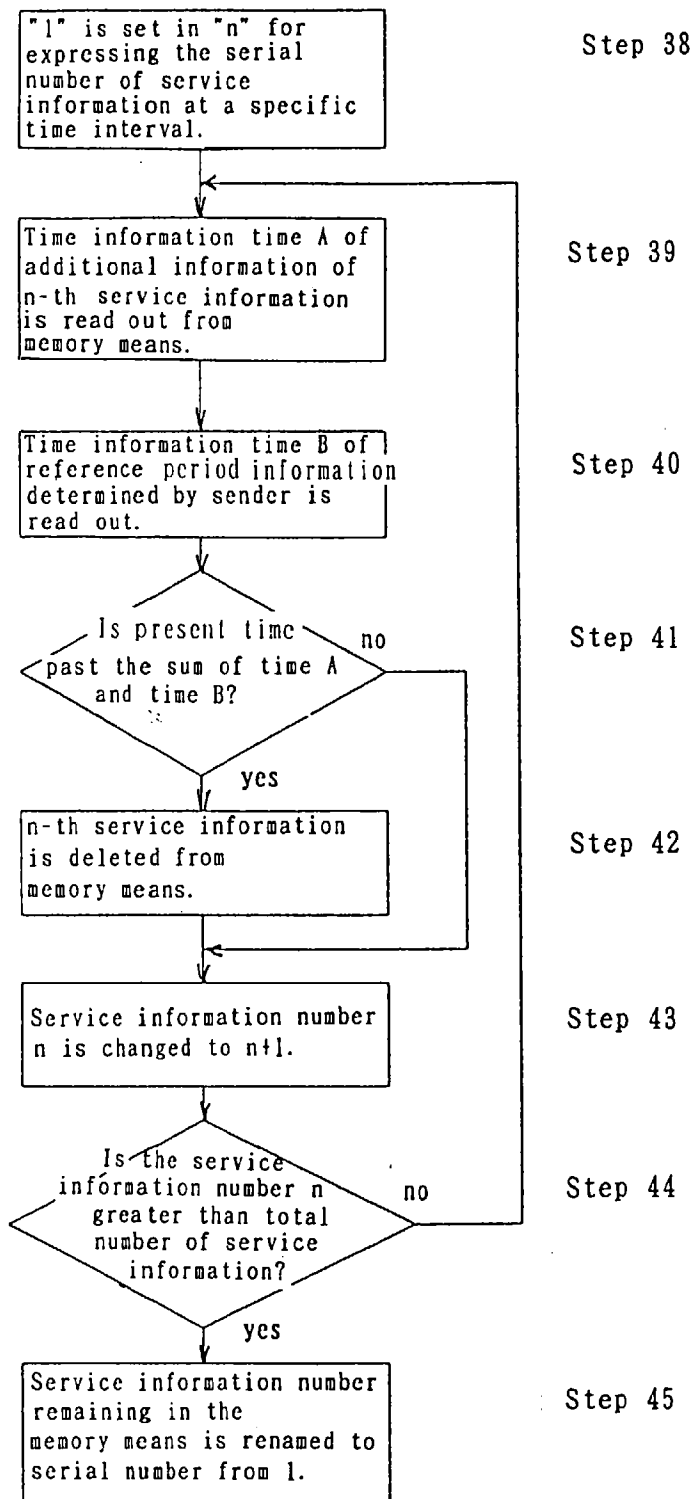 "1" is set in "n" for
expressing the serial
number of service
information at a specific
time interval.
Step 38
Time information time A of
additional information of
n-th service information
is read out from
memory means.
Step 39
Time information time B of
reference period information
determined by sender is
read out.
Step 40
Is present time
past the sum of time A
and time B?
no
yes
Step 41
n-th service information
is deleted from
memory means.
Step 42
Service information number
n is changed to n+1.
Step 43
Is the service
information number n
greater than total
number of service
information?
no
yes
Step 44
Service information number
remaining in the
memory means is renamed to
serial number from 1.
Step 45